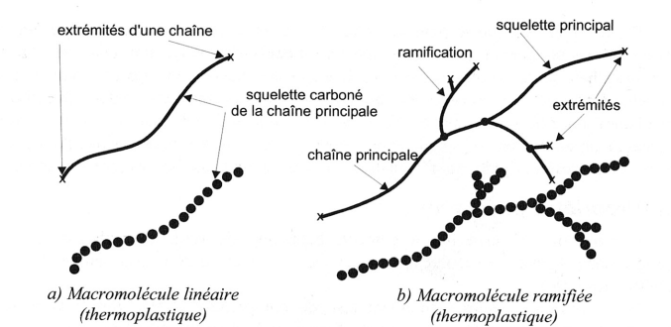 extrémités d'une chaîne
squelette carboné
de la chaîne principale
a) Macromolécule linéaire
(thermoplastique)
squelette principal
ramification
extrémités
chaîne principale
b) Macromolécule ramifiée
(thermoplastique)